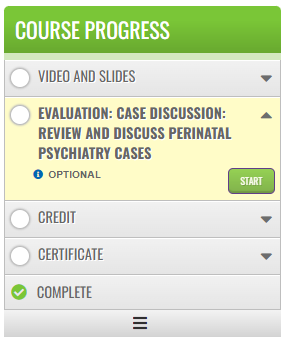 COURSE PROGRESS
VIDEO AND SLIDES
EVALUATION: CASE DISCUSSION:
REVIEW AND DISCUSS PERINATAL
PSYCHIATRY CASES
OPTIONAL
START
CREDIT
CERTIFICATE
COMPLETE